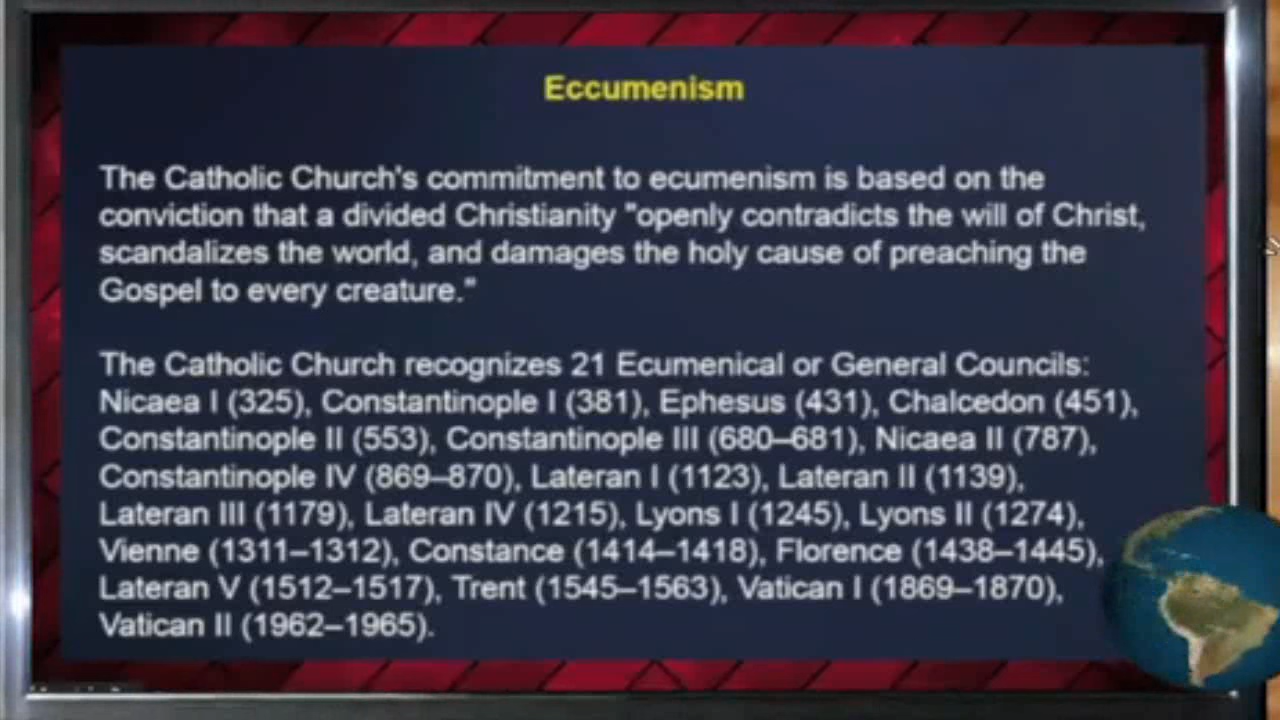 Eccumenism
The Catholic Church's commitment to ecumenism is based on the
conviction that a divided Christianity "openly contradicts the will of Christ,
scandalizes the world, and damages the holy cause of preaching the
Gospel to every creature."
The Catholic Church recognizes 21 Ecumenical or General Councils:
Nicaea I (325), Constantinople I (381), Ephesus (431), Chalcedon (451),
Constantinople II (553), Constantinople III (680–681), Nicaea II (787),
Constantinople IV (869–870), Lateran I (1123), Lateran II (1139),
Lateran III (1179), Lateran IV (1215), Lyons I (1245), Lyons II (1274),
Vienne (1311–1312), Constance (1414–1418), Florence (1438–1445),
Lateran V (1512–1517), Trent (1545–1563), Vatican I (1869–1870),
Vatican II (1962–1965).